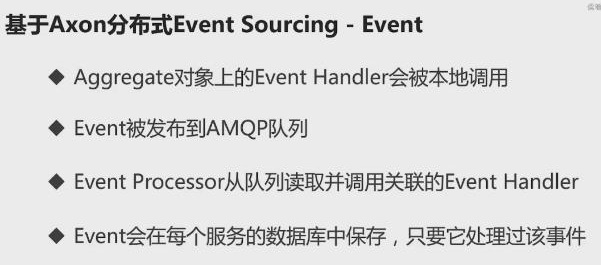 基于Axon分布式Event Sourcing - Event
◆ Aggregate对象上的Event Handler会被本地调用
◆ Event被发布到AMQP队列
◆ Event Processor从队列读取并调用关联的Event Handler
◆ Event会在每个服务的数据库中保存，只要它处理过该事件